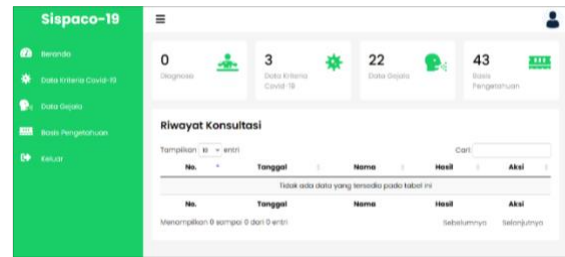 Sispaco-19
Beranda
Data Kriteria Covid-19
Data Gejala
Basis Pengetahuan
Keluar
0
Diagnosis
3
Data Kriteria
Covid-19
22
Data Gejala
43
Basis
Pengetahuan
Riwayat Konsultasi
Tampilkan 10 entri Cari:
No. Tanggal Nama Hasil Aksi
Tidak ada data yang tersedia pada tabel ini
No. Tanggal Nama Hasil Aksi
Menampilkan 0 sampai 0 dari 0 entri Sebelumnya Selanjutnya